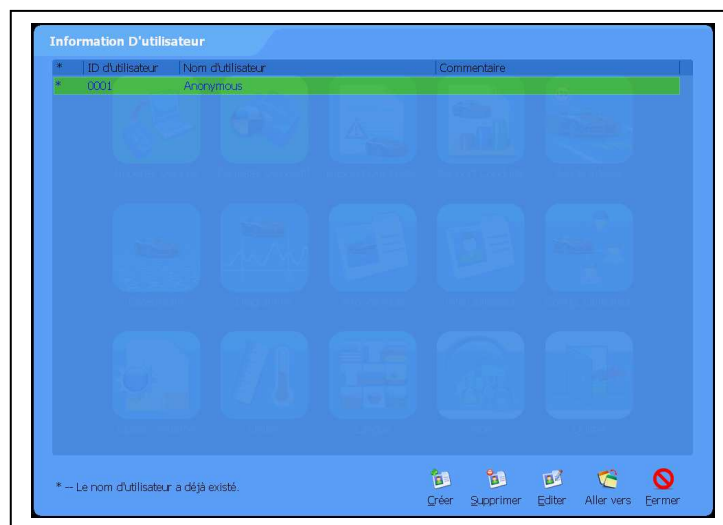 Information D'utilisateur
* ID d'utilisateur Nom d'utilisateur Commentaire
* 0001 Anonymous
* -- Le nom d'utilisateur a déjà existé.
Créer Supprimer Editer Aller vers Fermer